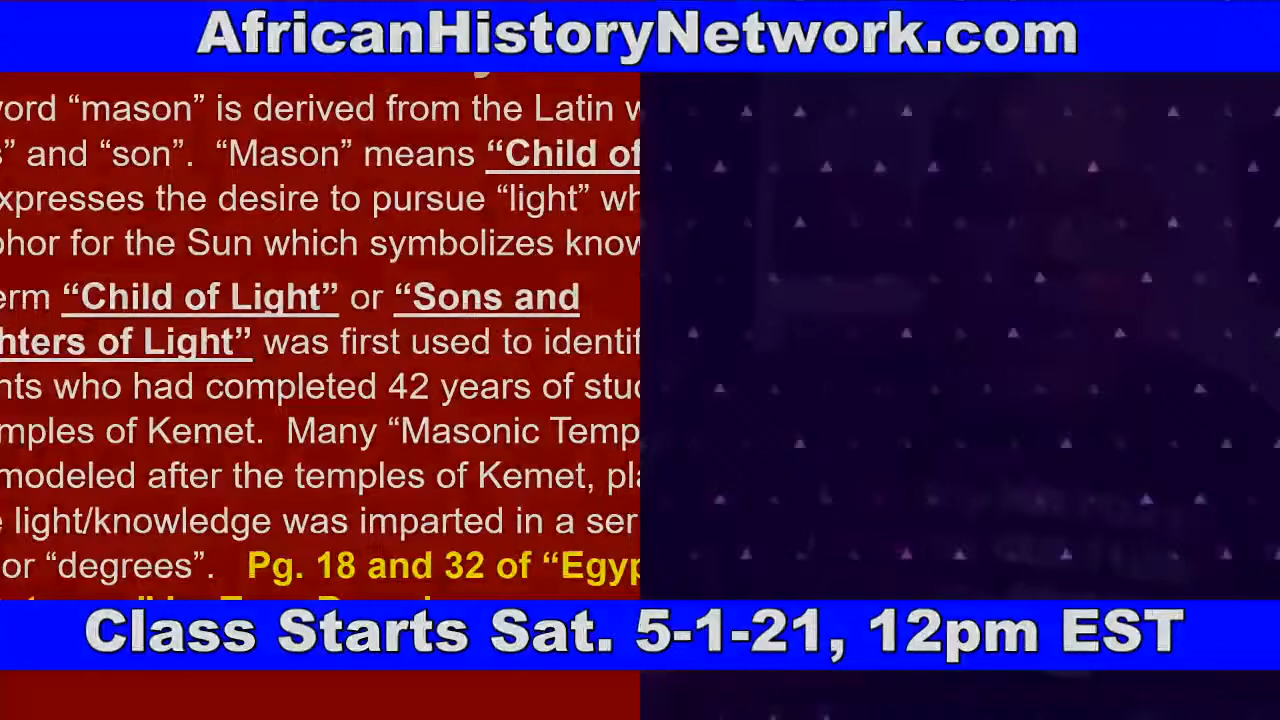 AfricanHistoryNetwork.com
word “mason” is derived from the Latin w
” and “son”. “Mason” means “Child of
xpresses the desire to pursue “light” wh
phor for the Sun which symbolizes know
erm “Child of Light” or “Sons and
hters of Light” was first used to identif
nts who had completed 42 years of stud
mples of Kemet. Many “Masonic Temp
modeled after the temples of Kemet, pla
light/knowledge was imparted in a ser
or “degrees”. Pg. 18 and 32 of “Egyp
Class Starts Sat. 5-1-21, 12pm EST